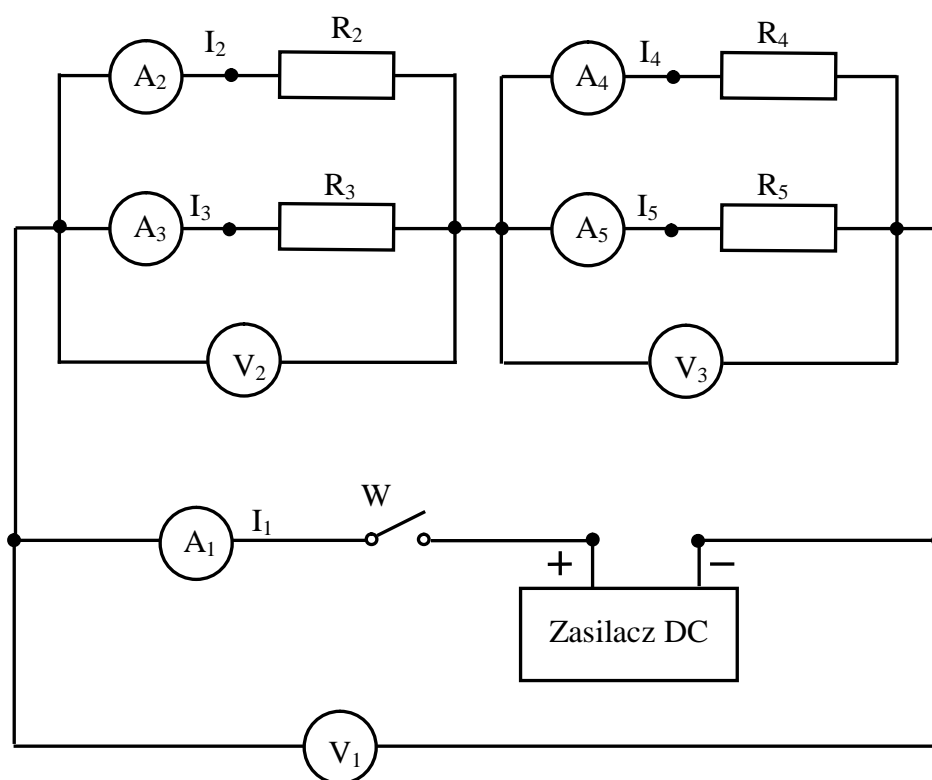 I₂ R₂ I₄ R₄
A₂ A₄
I₃ R₃ I₅ R₅
A₃ A₅
V₂ V₃
W
A₁ I₁
+ −
Zasilacz DC
V₁